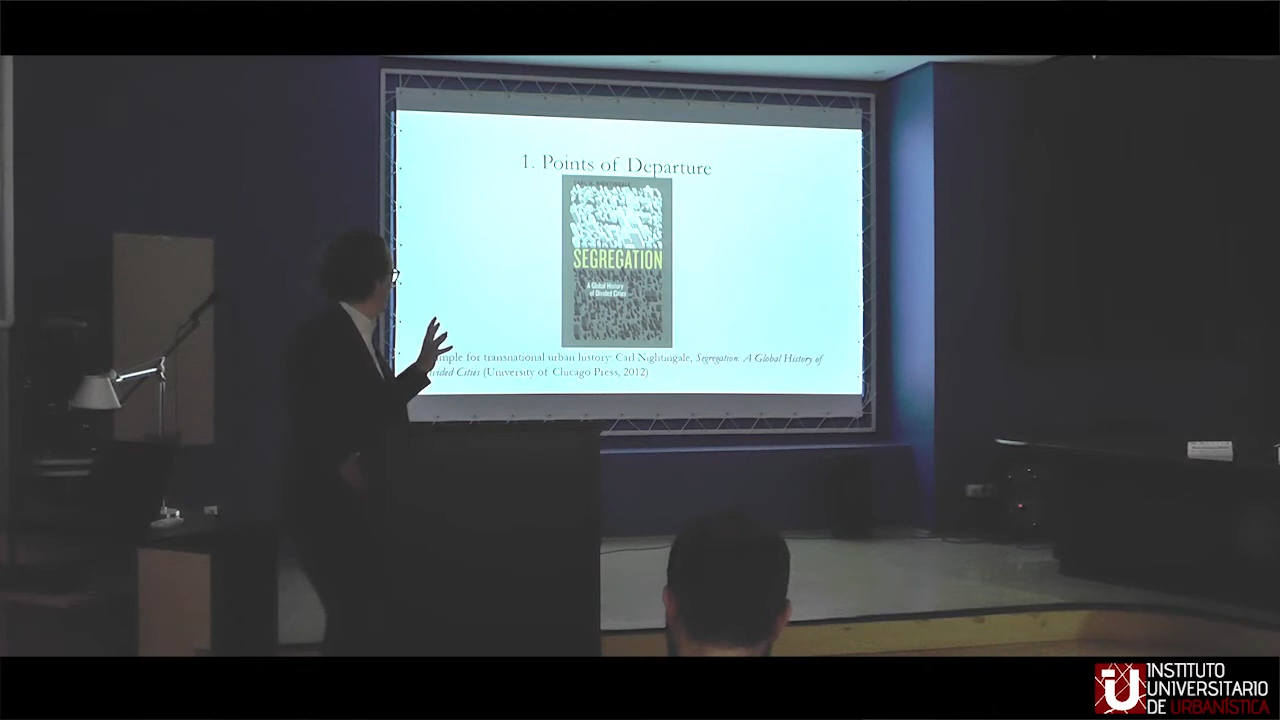 1. Points of Departure
SEGREGATION
A Global History
of Divided Cities
mple for transnational urban history: Carl Nightingale, Segregation: A Global History of
vided Cities (University of Chicago Press, 2012)
INSTITUTO
UNIVERSITARIO
DE URBANÍSTICA